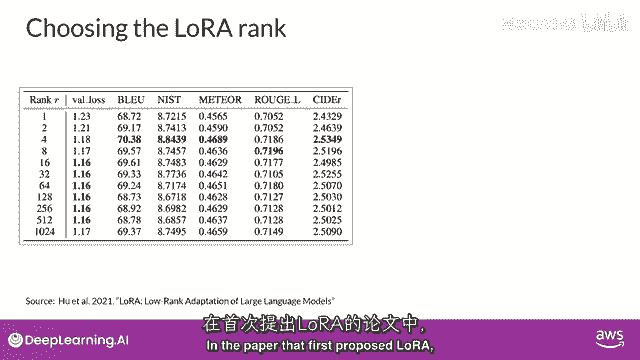 Choosing the LoRA rank
Rank r val_loss BLEU NIST METEOR ROUGE_L CIDEr
1 1.23 68.72 8.7215 0.4565 0.7052 2.4329
2 1.21 69.17 8.7413 0.4590 0.7052 2.4639
4 1.18 70.38 8.8439 0.4689 0.7186 2.5349
8 1.17 69.57 8.7457 0.4636 0.7196 2.5196
16 1.16 69.61 8.7483 0.4629 0.7177 2.4985
32 1.16 69.33 8.7736 0.4642 0.7105 2.5255
64 1.16 69.24 8.7174 0.4651 0.7180 2.5070
128 1.16 68.73 8.6718 0.4628 0.7127 2.5030
256 1.16 68.92 8.6982 0.4629 0.7128 2.5012
512 1.16 68.78 8.6857 0.4637 0.7128 2.5025
1024 1.17 69.37 8.7495 0.4659 0.7149 2.5090
Source: Hu et al. 2021, "LoRA: Low-Rank Adaptation of Large Language Models"
在首次提出LoRA的论文中，
In the paper that first proposed LoRA,
DeepLearning.AI
aws